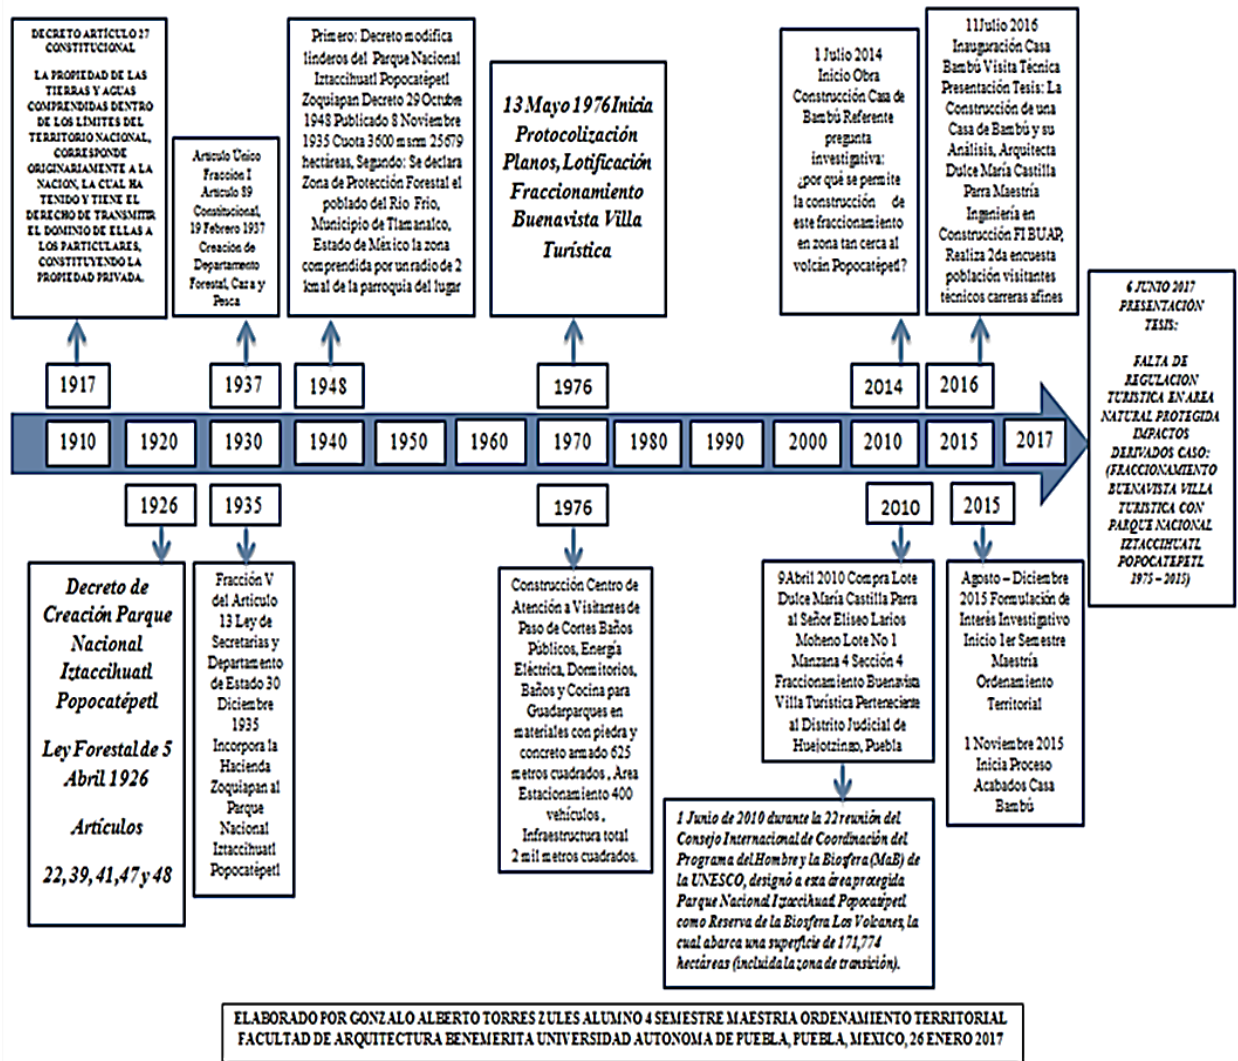 DECRETO ARTÍCULO 27
CONSTITUCIONAL
LA PROPIEDAD DE LAS
TIERRAS Y AGUAS
COMPRENDIDAS DENTRO
DE LOS LÍMITES DEL
TERRITORIO NACIONAL,
CORRESPONDE
ORIGINARIAMENTE A LA
NACION, LA CUAL HA
TENIDO Y TIENE EL
DERECHO DE TRANSMITIR
EL DOMINIO DE ELLAS A
LOS PARTICULARES,
CONSTITUYENDO LA
PROPIEDAD PRIVADA.
Artículo Único
Fracción I
Artículo 89
Constitucional,
19 Febrero 1937
Creación de
Departamento
Forestal, Caza y
Pesca
Primero: Decreto modifica
linderos del Parque Nacional
Iztaccihuatl Popocatépetl
Zoquiapan Decreto 29 Octubre
1948 Publicado 8 Noviembre
1935 Cuota 3600 msnm 25679
hectáreas, Segundo: Se declara
Zona de Protección Forestal el
poblado del Rio Frio,
Municipio de Tlamanalco,
Estado de México la zona
comprendida por un radio de 2
kmal de la parroquia del lugar
13 Mayo 1976 Inicia
Protocolización
Planos, Lotificación
Fraccionamiento
Buenavista Villa
Turística
1 Julio 2014
Inicio Obra
Construcción Casa de
Bambú Referente
pregunta
investigativa:
¿por qué se permite
la construcción de
este fraccionamiento
en zona tan cerca al
volcán Popocatépetl?
11 Julio 2016
Inauguración Casa
Bambú Visita Técnica
Presentación Tesis: La
Construcción de una
Casa de Bambú y su
Análisis, Arquitecta
Dulce María Castilla
Parra Maestría
Ingeniería en
Construcción FI BUAP,
Realiza 2da encuesta
población visitantes
técnicos carreras afines
6 JUNIO 2017
PRESENTACIÓN
TESIS:
FALTA DE
REGULACION
TURISTICA EN AREA
NATURAL PROTEGIDA
IMPACTOS
DERIVADOS CASO:
(FRACCIONAMIENTO
BUENAVISTA VILLA
TURISTICA CON
PARQUE NACIONAL
IZTACCIHUATL
POPOCATEPETL
1975 – 2015)
1917
1937
1948
1976
2014
2016
1910
1920
1930
1940
1950
1960
1970
1980
1990
2000
2010
2015
2017
1926
1935
1976
2010
2015
Decreto de
Creación Parque
Nacional
Iztaccihuatl
Popocatépetl
Ley Forestal de 5
Abril 1926
Artículos
22, 39, 41, 47 y 48
Fracción V
del Artículo
13 Ley de
Secretarias y
Departamento
de Estado 30
Diciembre
1935
Incorpora la
Hacienda
Zoquiapan al
Parque
Nacional
Iztaccihuatl
Popocatépetl
Construcción Centro de
Atención a Visitantes de
Paso de Cortes Baños
Públicos, Energía
Eléctrica, Dormitorios,
Baños y Cocina para
Guadarparques en
materiales con piedra y
concreto armado 625
metros cuadrados , Area
Estacionamiento 400
vehículos ,
Infraestructura total
2 mil metros cuadrados.
9 Abril 2010 Compra Lote
Dulce María Castilla Parra
al Señor Eliseo Larios
Moheno Lote No 1
Manzana 4 Sección 4
Fraccionamiento Buenavista
Villa Turística Perteneciente
al Distrito Judicial de
Huejotzingo, Puebla
Agosto – Diciembre
2015 Formulación de
Interés Investigativo
Inicio 1er Semestre
Maestría
Ordenamiento
Territorial
1 Noviembre 2015
Inicia Proceso
Acabados Casa
Bambú
1 Junio de 2010 durante la 22 reunión del
Consejo Internacional de Coordinación del
Programa del Hombre y la Biosfera (MaB) de
la UNESCO, designó a esta área protegida
Parque Nacional Iztaccihuatl Popocatépetl
como Reserva de la Biosfera Los Volcanes, la
cual abarca una superficie de 171,774
hectáreas (incluida la zona de transición).
ELABORADO POR GONZALO ALBERTO TORRES ZULES ALUMNO 4 SEMESTRE MAESTRIA ORDENAMIENTO TERRITORIAL
FACULTAD DE ARQUITECTURA BENEMERITA UNIVERSIDAD AUTONOMA DE PUEBLA, PUEBLA, MEXICO, 26 ENERO 2017